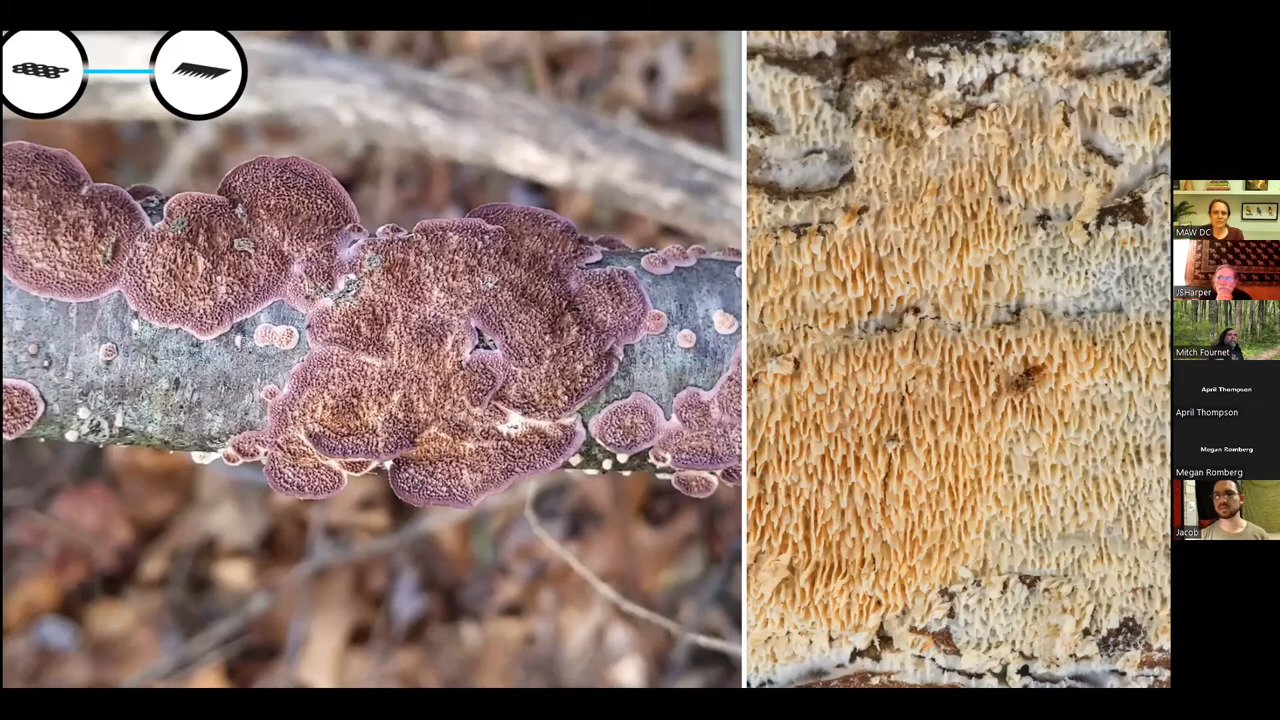 MAW DC
JSHarper
Mitch Fournet
April Thompson
April Thompson
Megan Romberg
Megan Romberg
Jacob